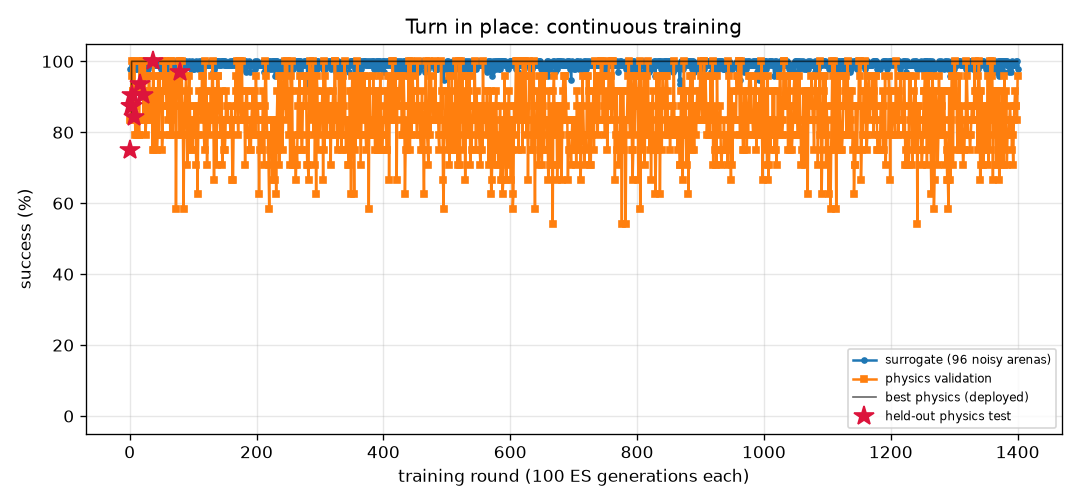 Turn in place: continuous training
success (%)
100
80
60
40
20
0
0 200 400 600 800 1000 1200 1400
training round (100 ES generations each)
surrogate (96 noisy arenas)
physics validation
best physics (deployed)
held-out physics test